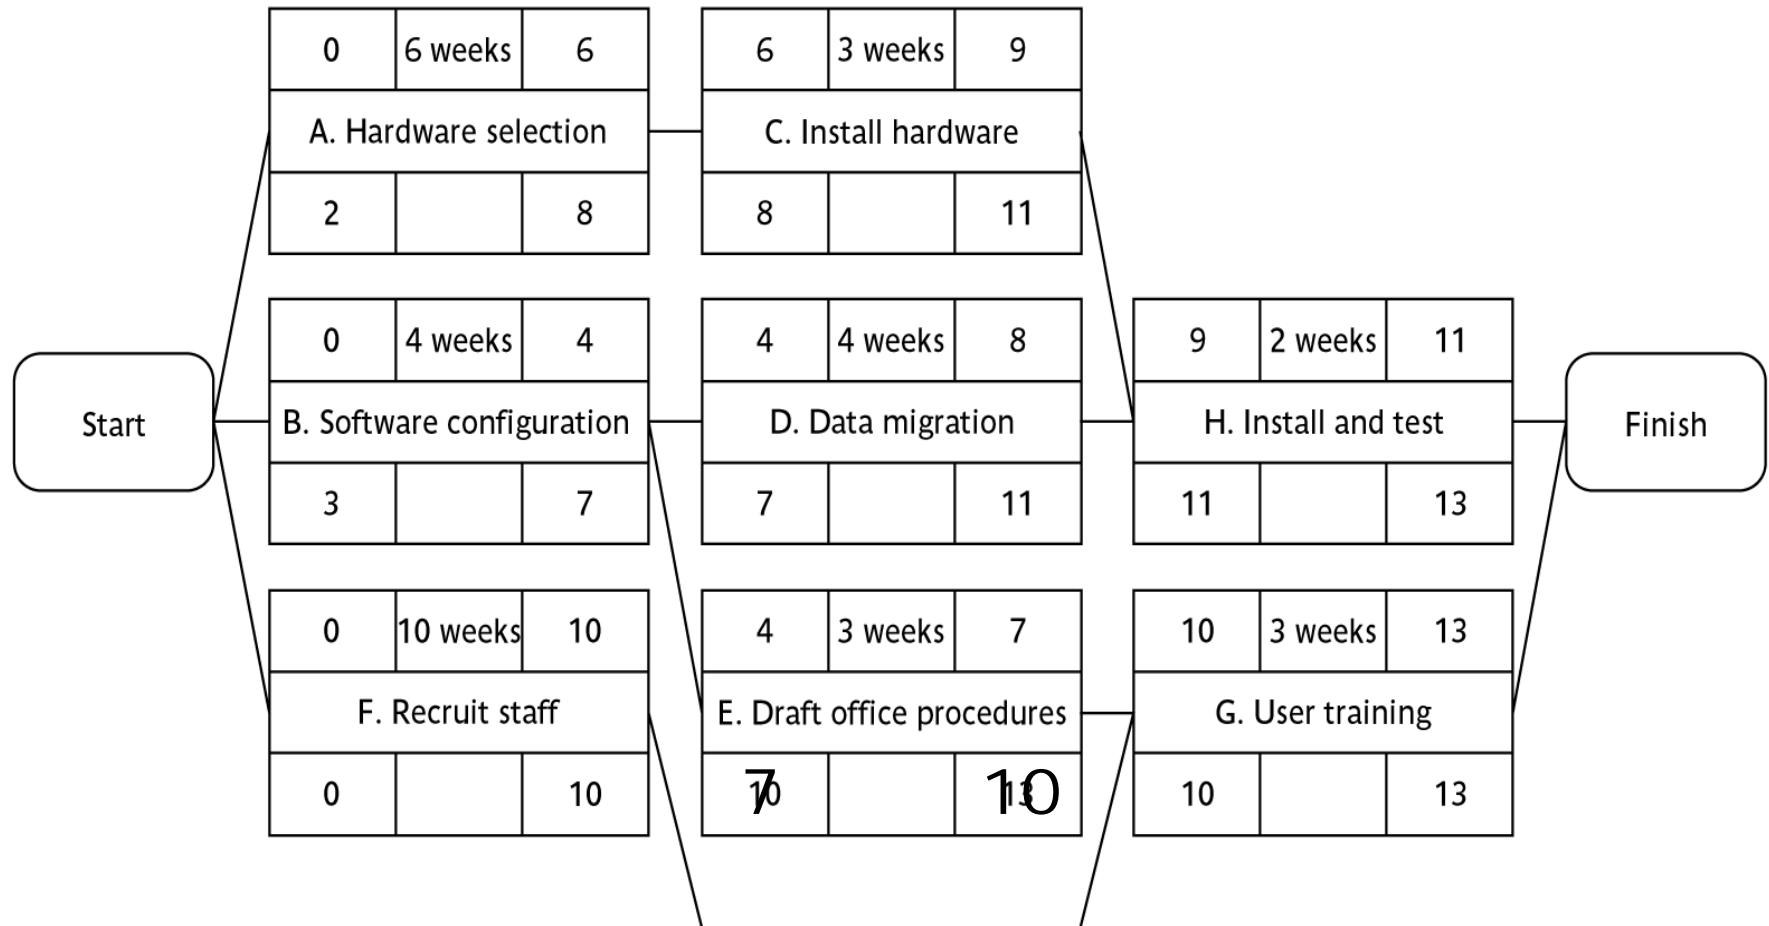 0 6 weeks 6
A. Hardware selection
2 8
6 3 weeks 9
C. Install hardware
8 11
Start
0 4 weeks 4
B. Software configuration
3 7
4 4 weeks 8
D. Data migration
7 11
9 2 weeks 11
H. Install and test
11 13
Finish
0 10 weeks 10
F. Recruit staff
0 10
4 3 weeks 7
E. Draft office procedures
7 10
10 13
10 3 weeks 13
G. User training
10 13